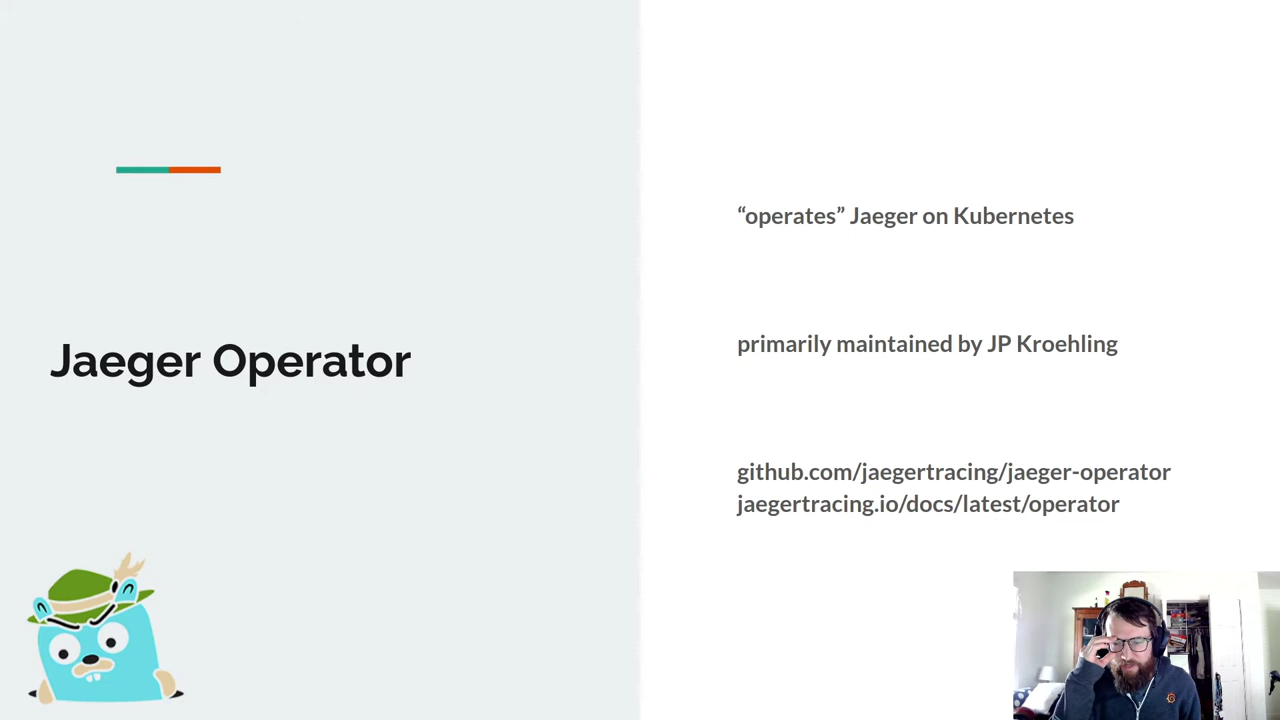 Jaeger Operator
“operates” Jaeger on Kubernetes
primarily maintained by JP Kroehling
github.com/jaegertracing/jaeger-operator
jaegertracing.io/docs/latest/operator